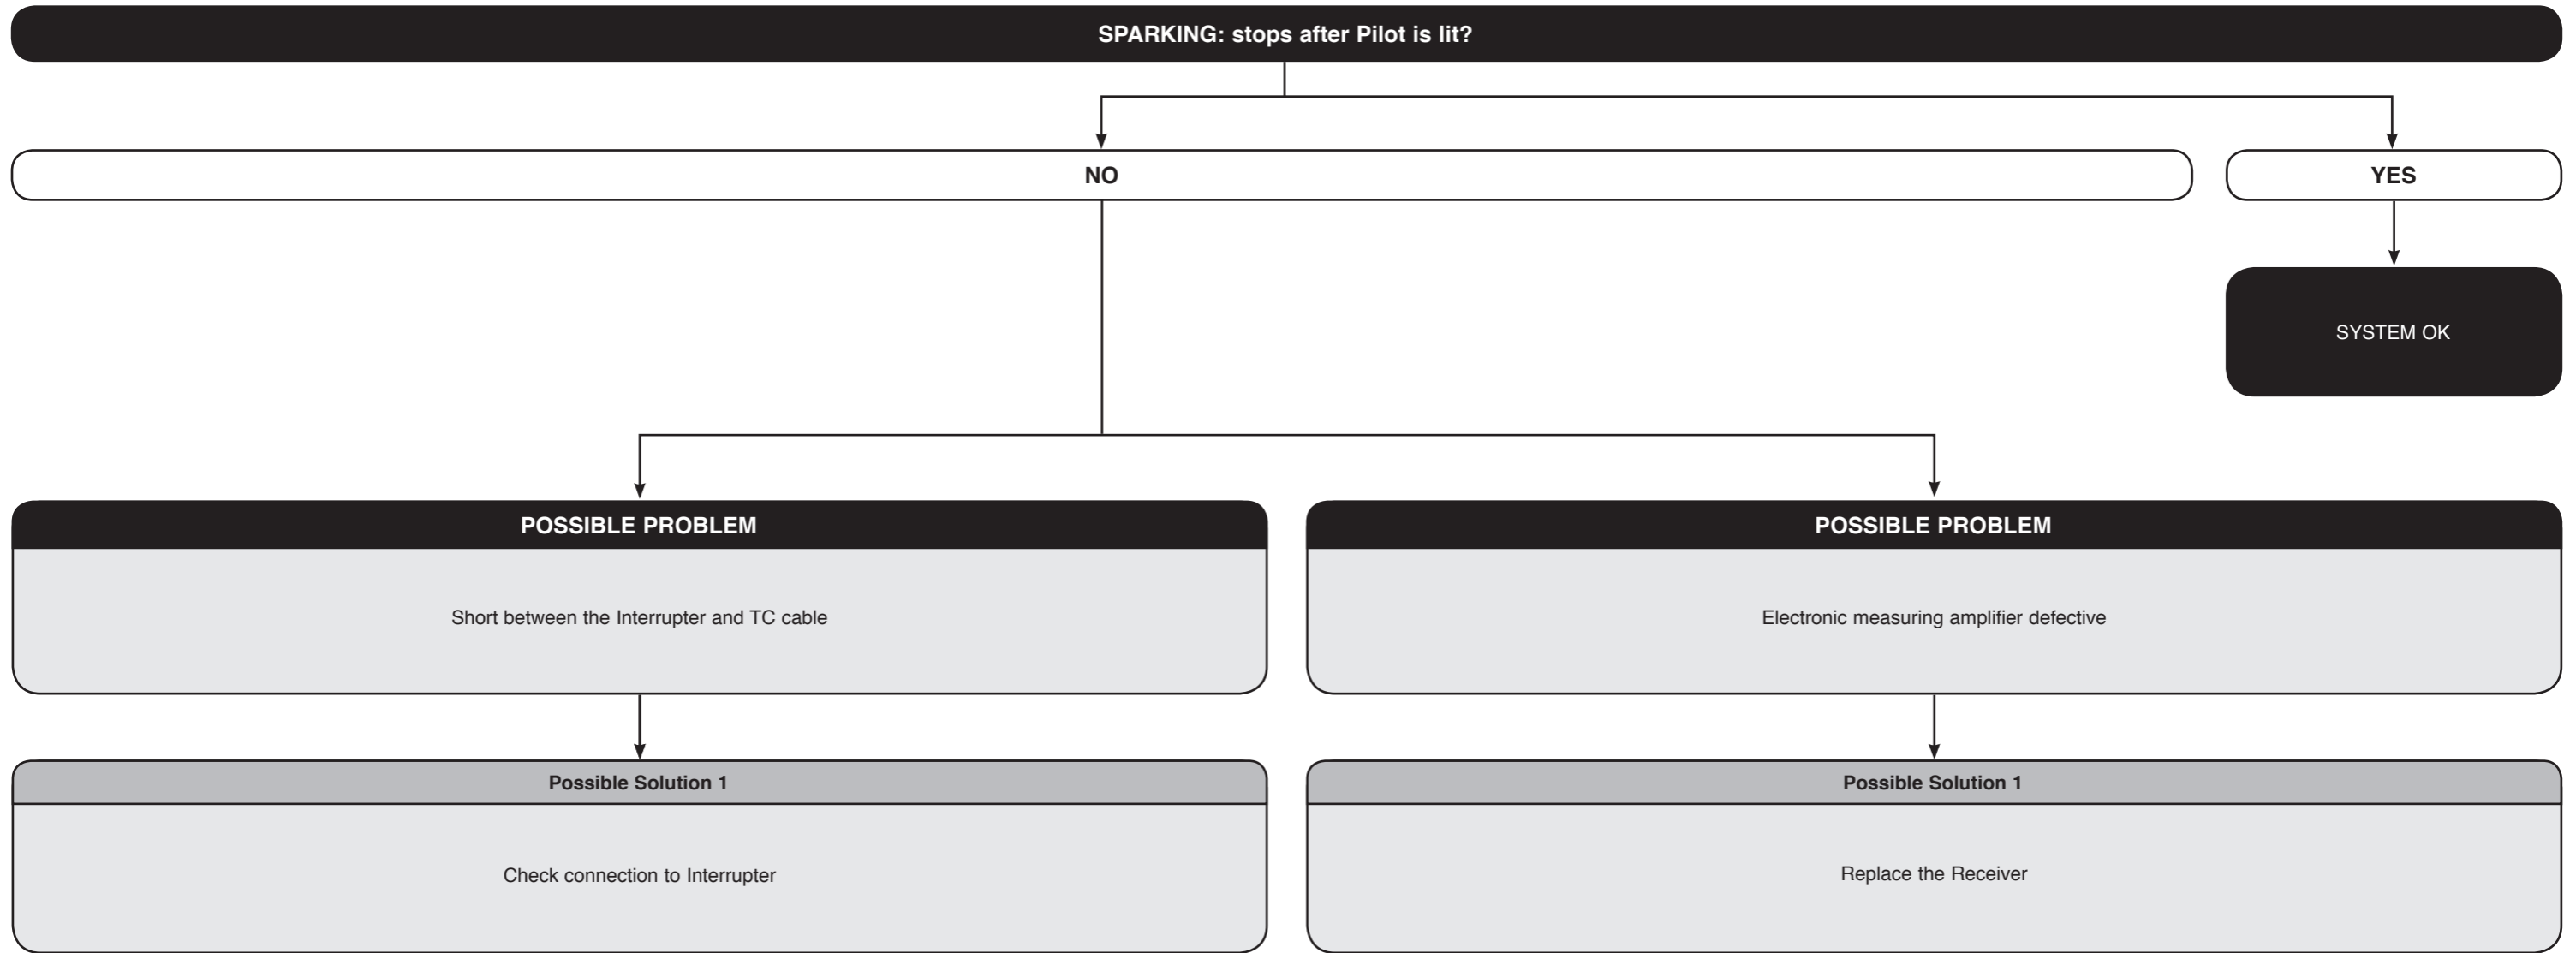 SPARKING: stops after Pilot is lit?
NO
YES
SYSTEM OK
POSSIBLE PROBLEM
Short between the Interrupter and TC cable
Possible Solution 1
Check connection to Interrupter
POSSIBLE PROBLEM
Electronic measuring amplifier defective
Possible Solution 1
Replace the Receiver